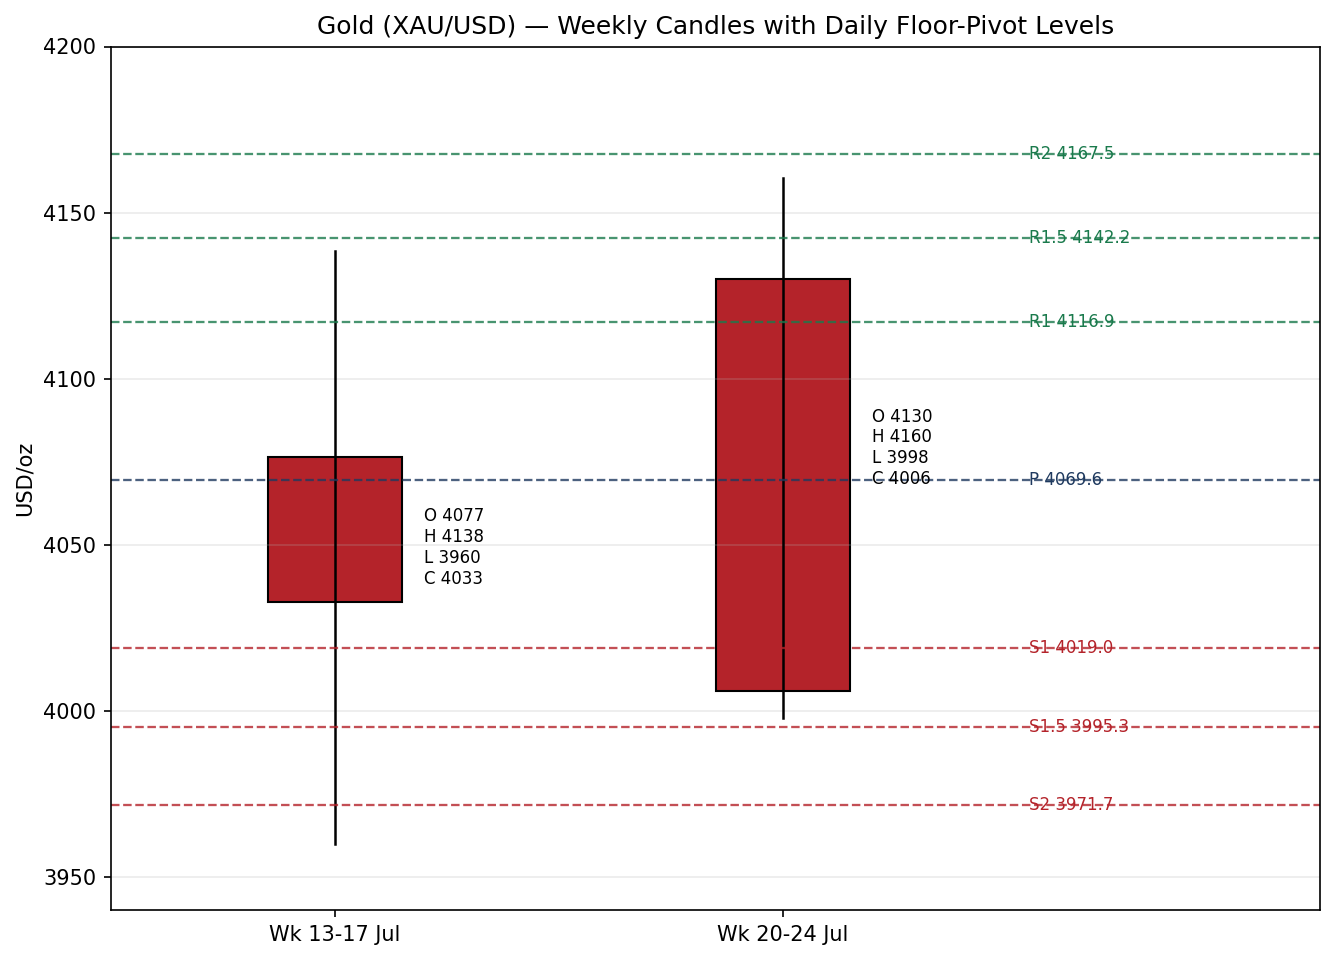 Gold (XAU/USD) — Weekly Candles with Daily Floor-Pivot Levels
4200
4150
4100
4050
4000
3950
USD/oz
R2 4167.5
R1.5 4142.2
R1 4116.9
O 4130
H 4160
L 3998
C 4006
P 4069.6
O 4077
H 4138
L 3960
C 4033
S1 4019.0
S1.5 3995.3
S2 3971.7
Wk 13-17 Jul
Wk 20-24 Jul